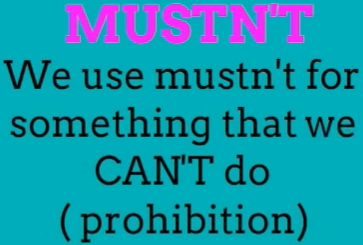 MUSTN'T
We use mustn't for
something that we
CAN'T do
( prohibition)